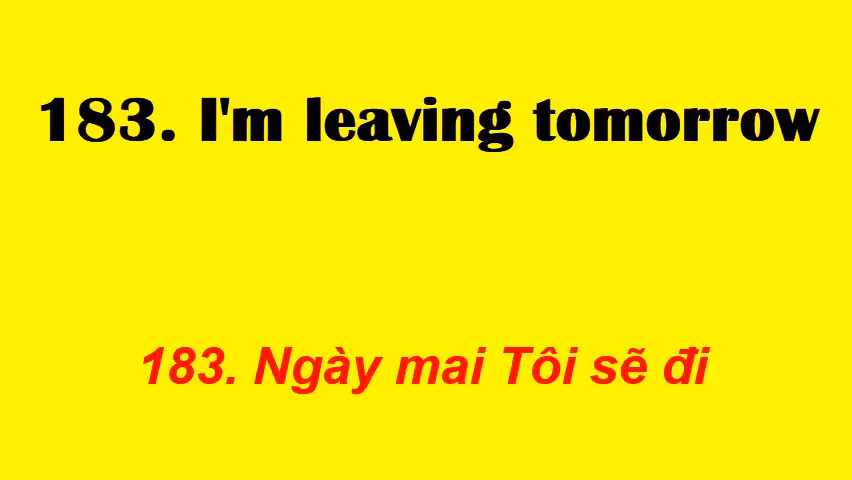 183. I'm leaving tomorrow
183. Ngày mai Tôi sẽ đi